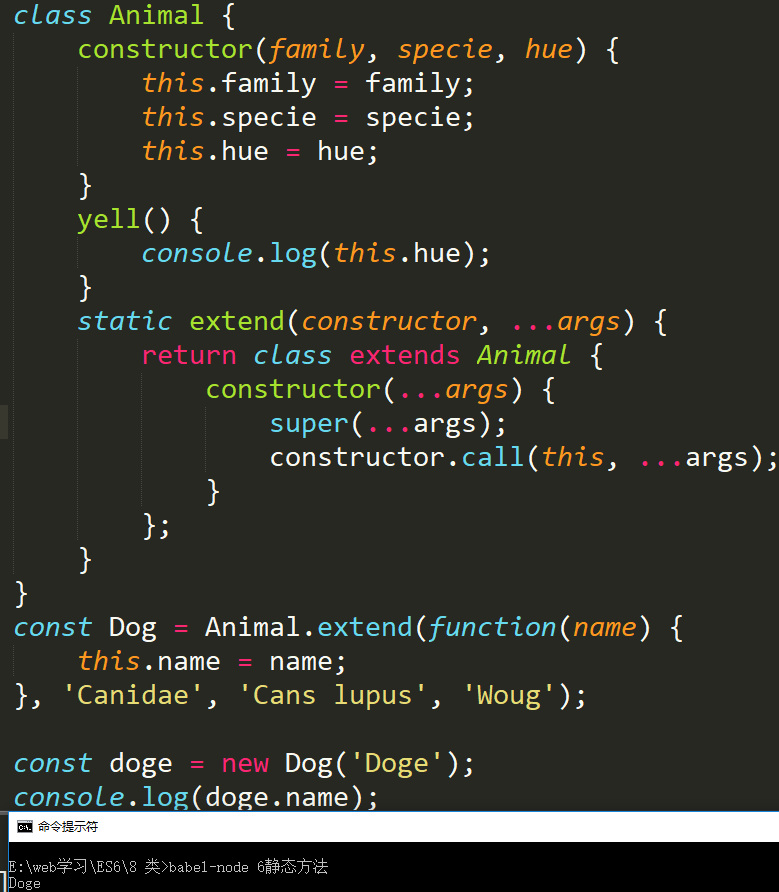 class Animal {
    constructor(family, specie, hue) {
        this.family = family;
        this.specie = specie;
        this.hue = hue;
    }
    yell() {
        console.log(this.hue);
    }
    static extend(constructor, ...args) {
        return class extends Animal {
            constructor(...args) {
                super(...args);
                constructor.call(this, ...args);
            }
        };
    }
}
const Dog = Animal.extend(function(name) {
    this.name = name;
}, 'Canidae', 'Cans lupus', 'Woug');

const doge = new Dog('Doge');
console.log(doge.name);
C:\. 命令提示符
E:\web学习\ES6\8 类>babel-node 6静态方法
Doge